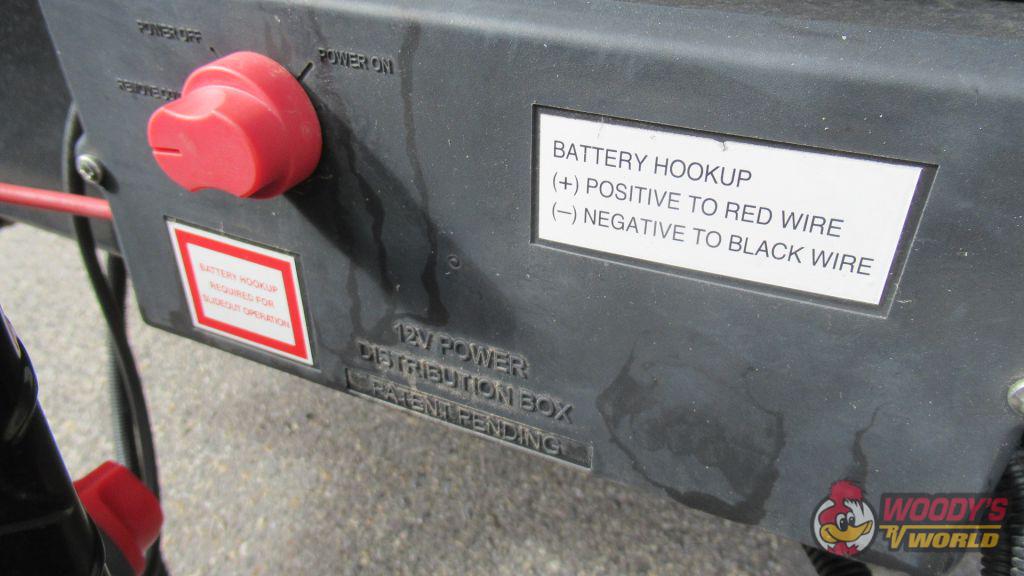 POWER OFF
POWER ON
REMOVE
BATTERY HOOKUP
(+) POSITIVE TO RED WIRE
(–) NEGATIVE TO BLACK WIRE
BATTERY HOOKUP
REQUIRED FOR
SLIDEOUT OPERATION
12V POWER
DISTRIBUTION BOX
PATENT PENDING
WOODY'S
RV WORLD